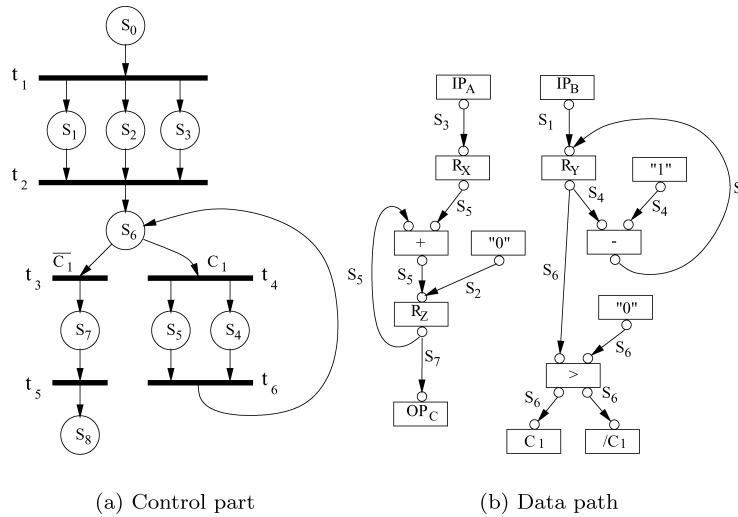 S0
t1
S1 S2 S3
t2
S6
C1 C1
t3 t4
S7 S5 S4
t5 t6
S8
(a) Control part
IPA IPB
S3 S1
RX RY "1"
S5 S4 S4 S
+ "0" -
S5 S5 S2 S6
RZ "0"
S7 S6
>
S6 S6
OPC C1 /C1
(b) Data path